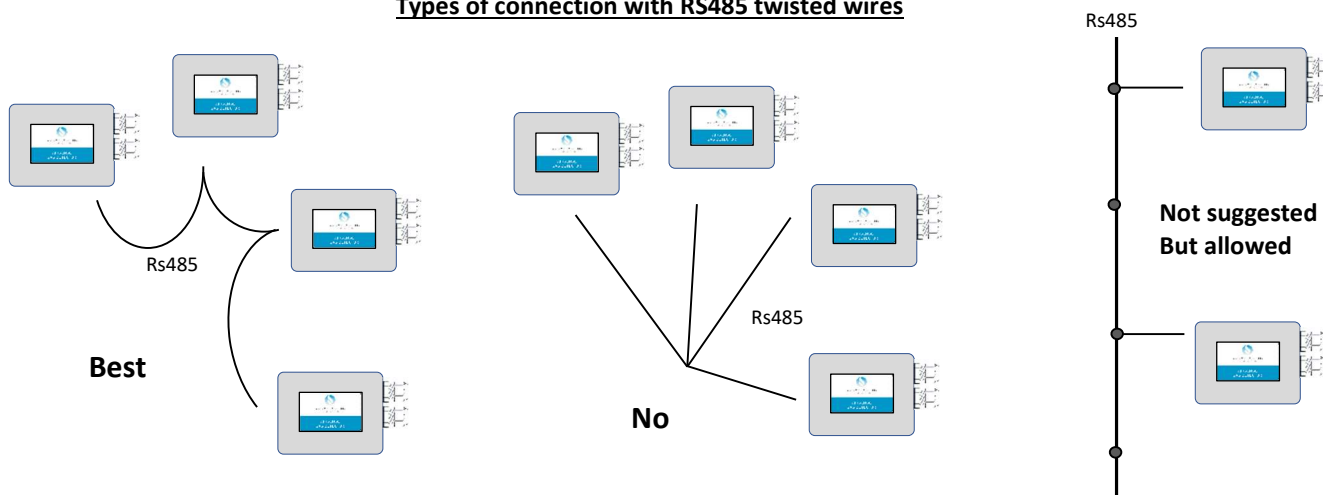 Types of connection with RS485 twisted wires
Rs485
Rs485
Best
Rs485
No
Not suggested
But allowed